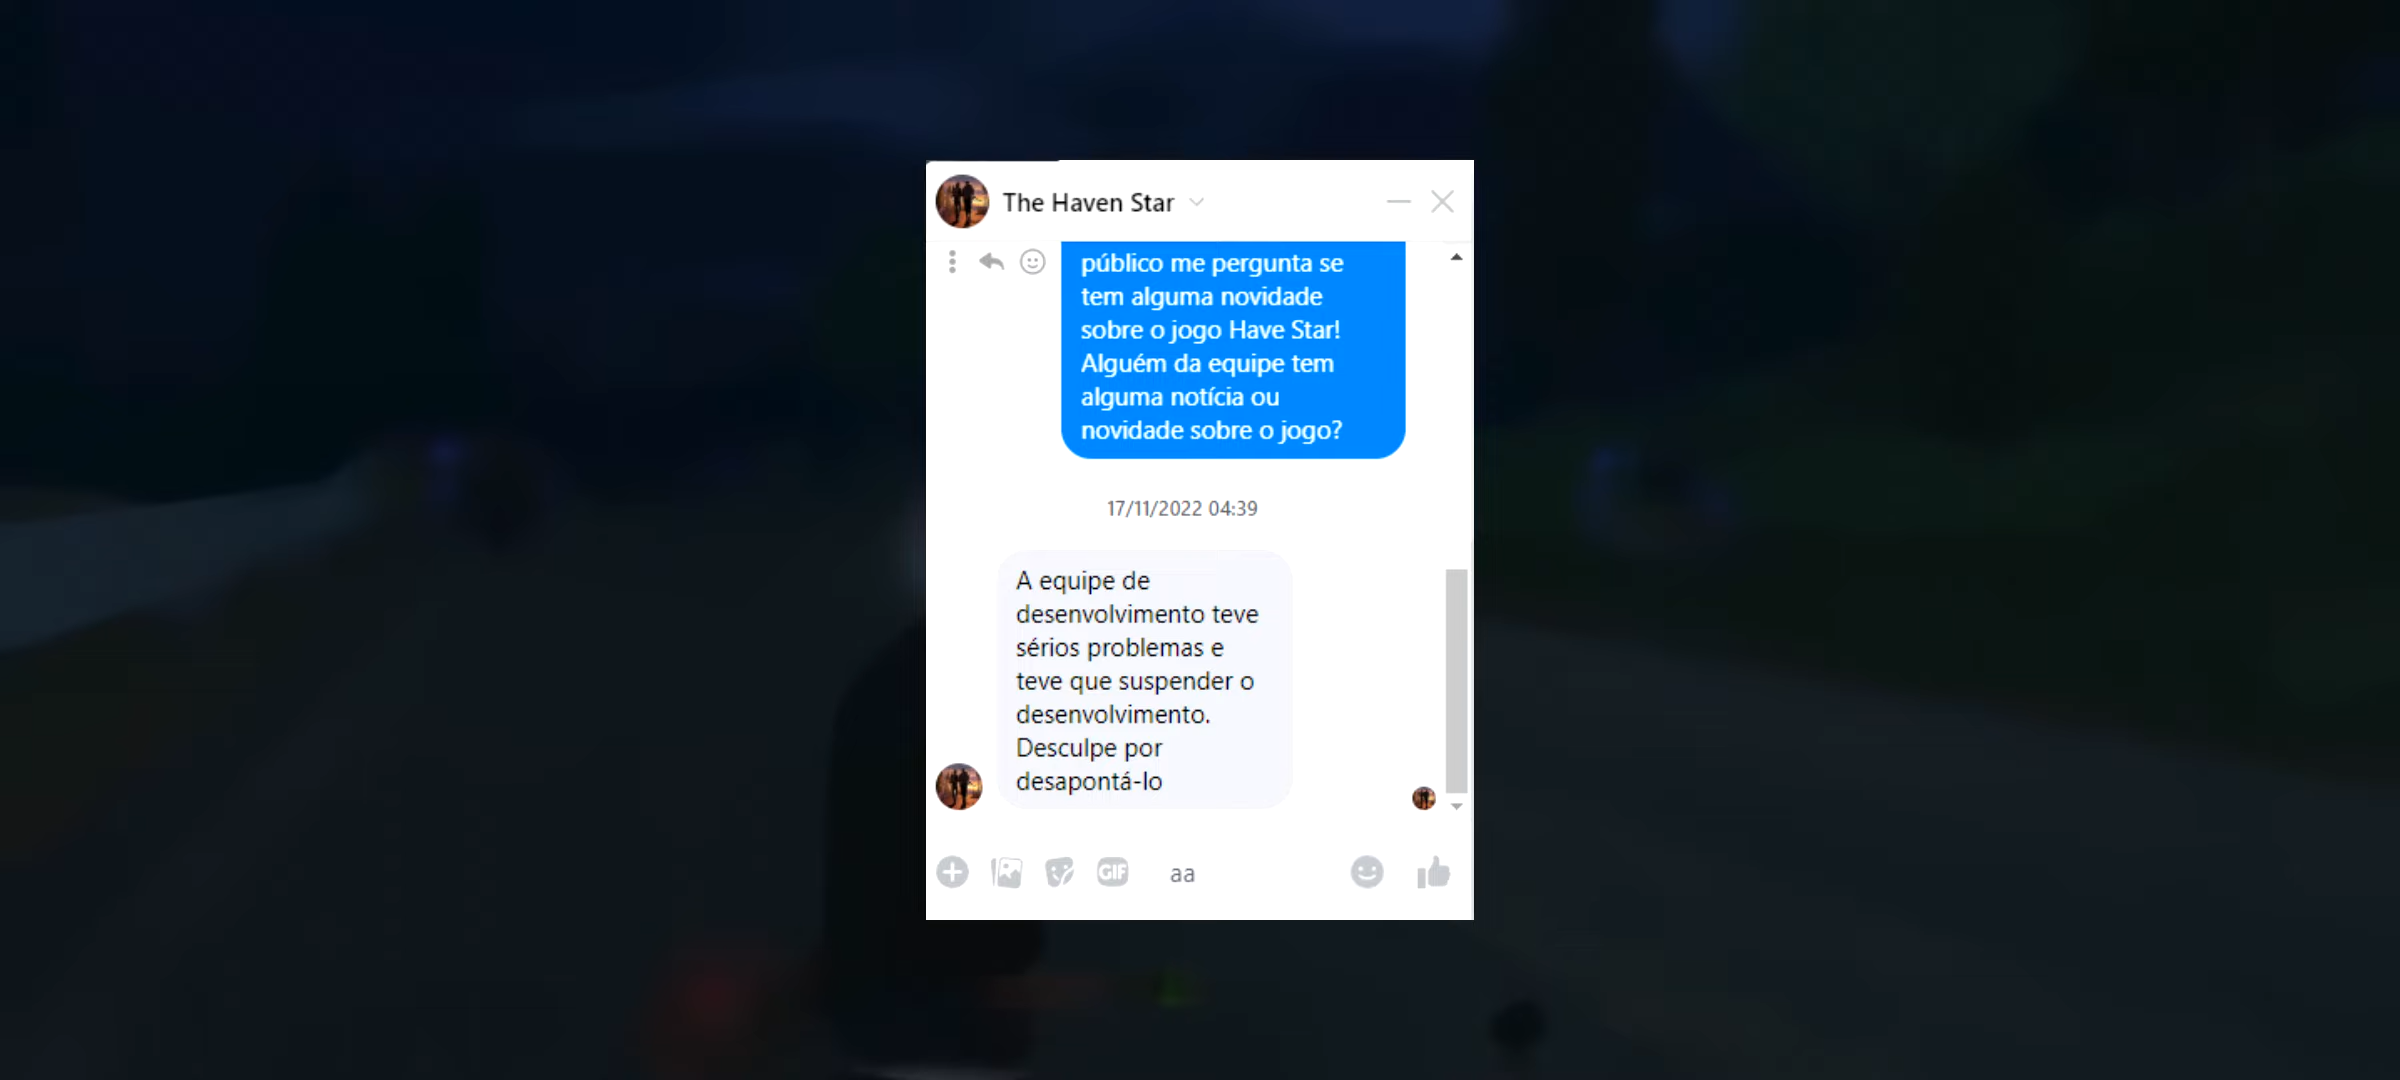 The Haven Star
público me pergunta se
tem alguma novidade
sobre o jogo Have Star!
Alguém da equipe tem
alguma notícia ou
novidade sobre o jogo?
17/11/2022 04:39
A equipe de
desenvolvimento teve
sérios problemas e
teve que suspender o
desenvolvimento.
Desculpe por
desapontá-lo
GIF
aa